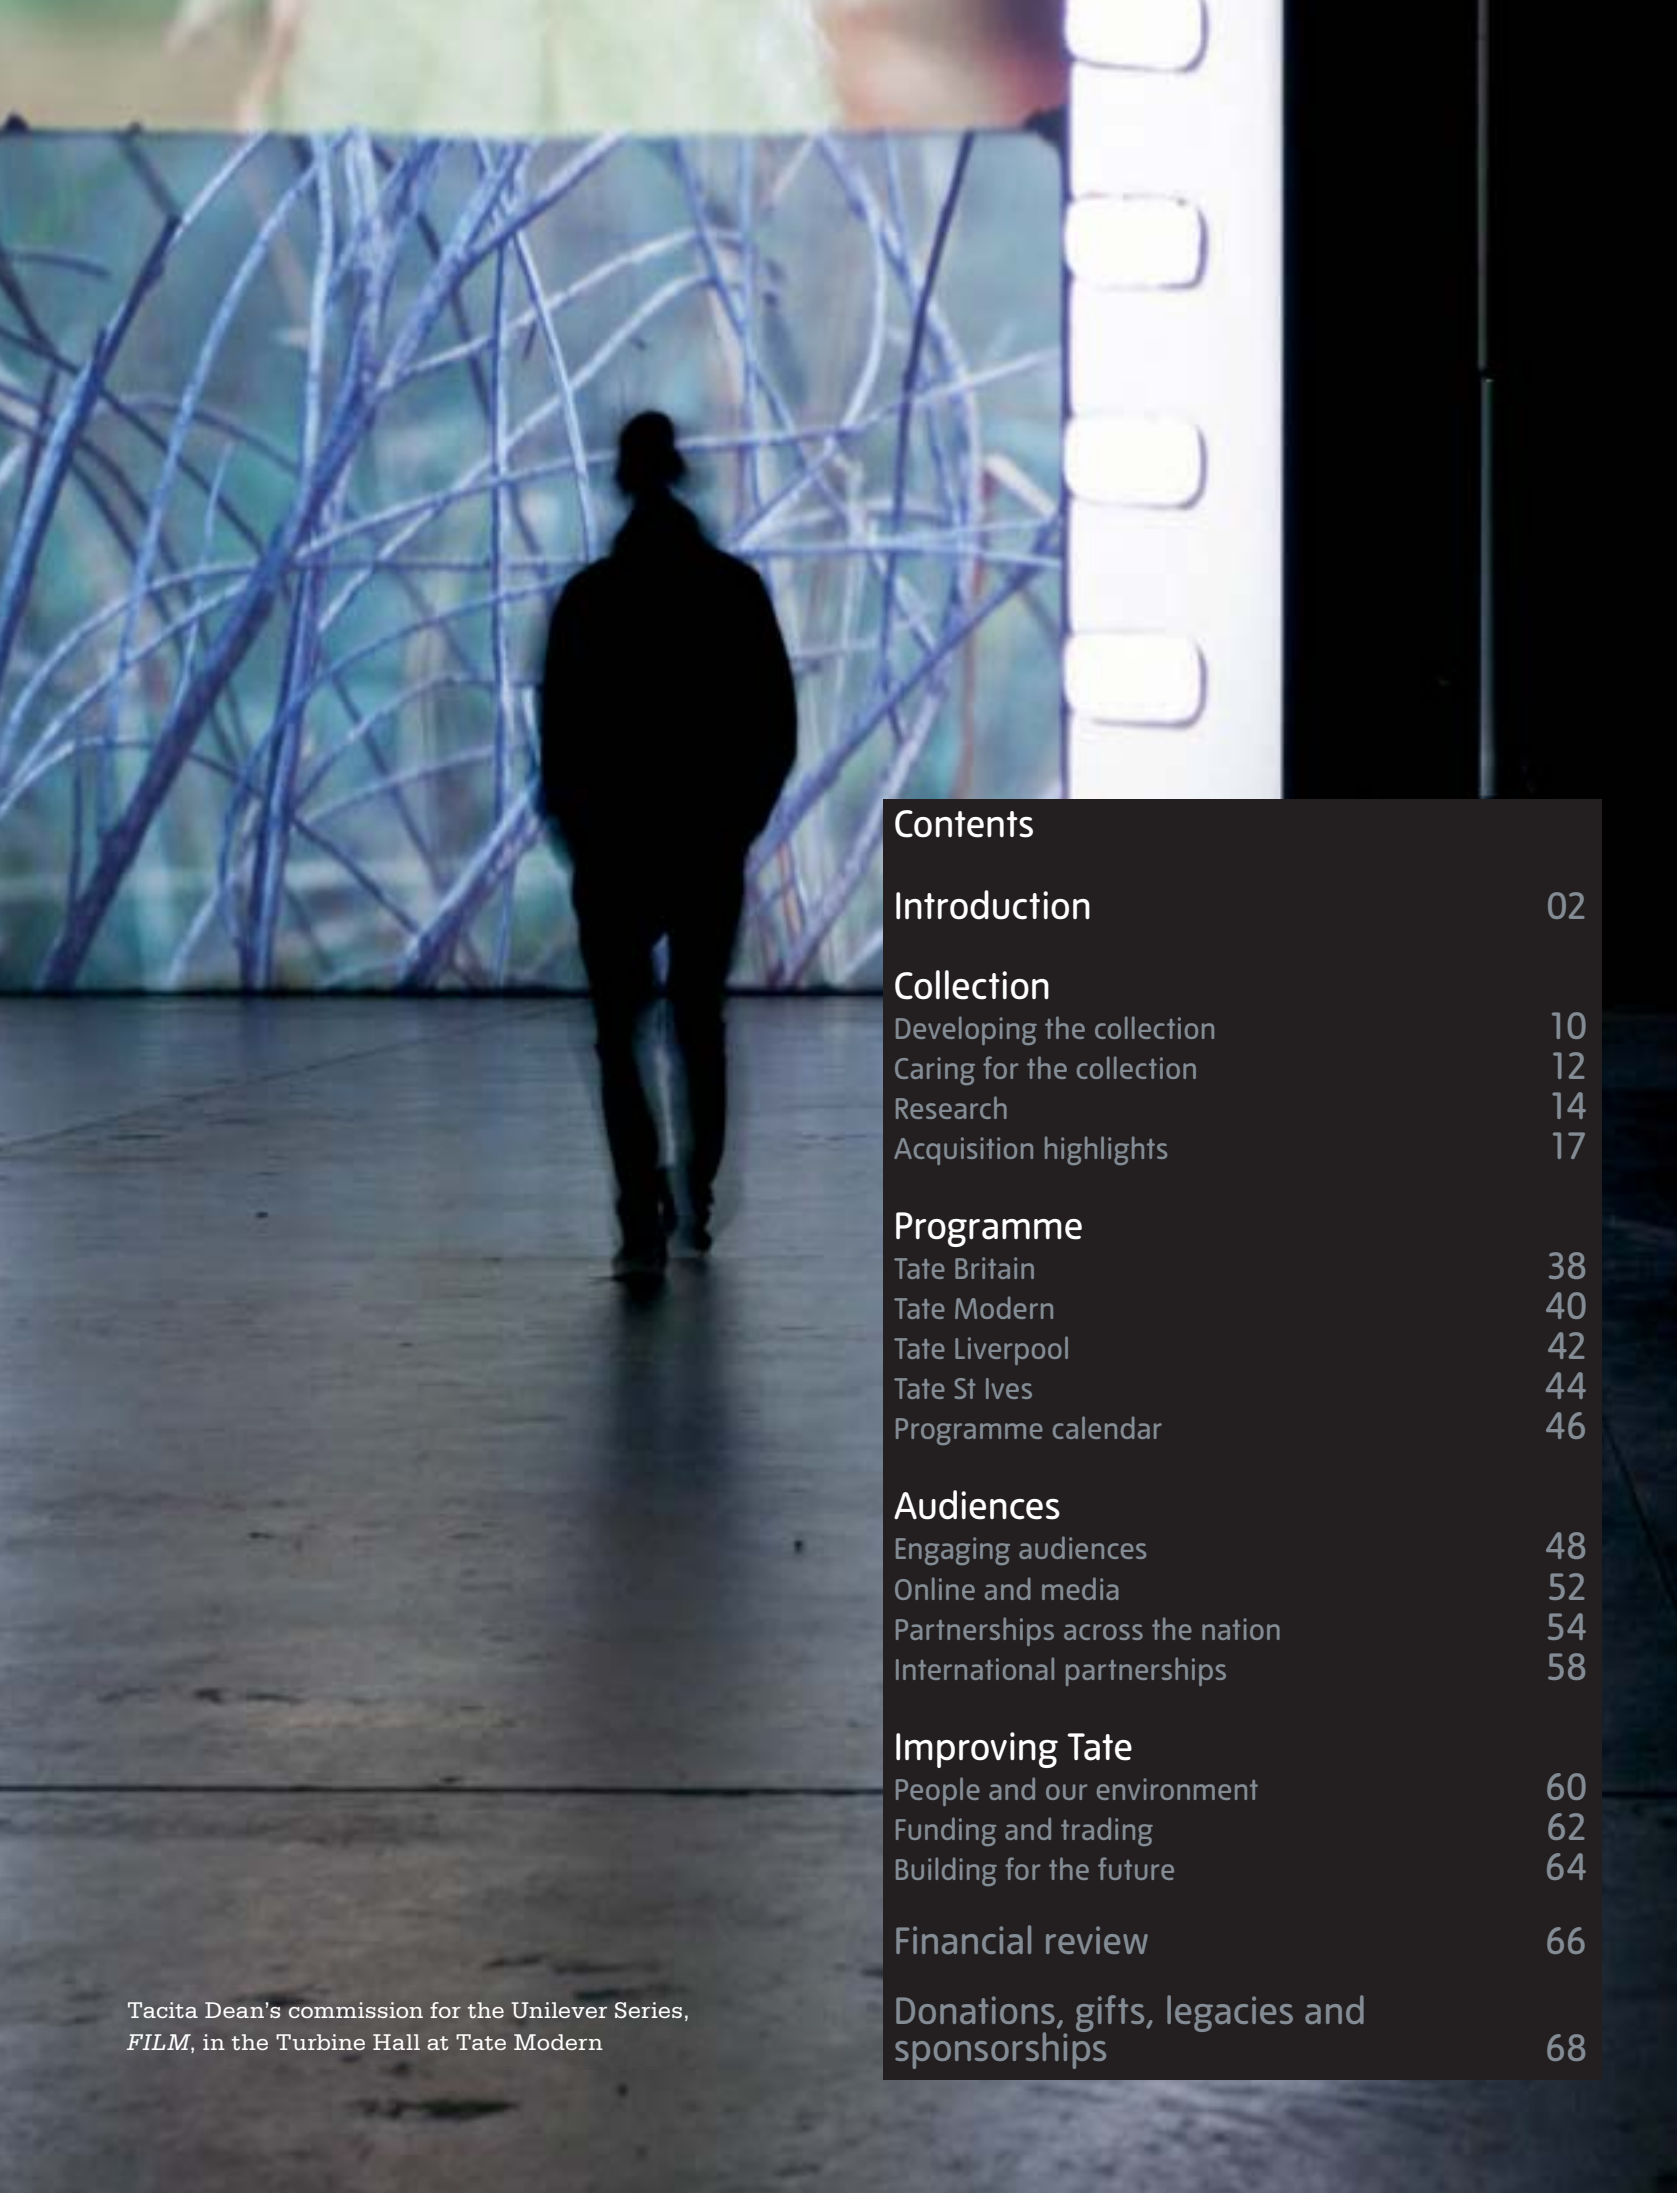 Contents
Introduction 02
Collection
Developing the collection 10
Caring for the collection 12
Research 14
Acquisition highlights 17
Programme
Tate Britain 38
Tate Modern 40
Tate Liverpool 42
Tate St Ives 44
Programme calendar 46
Audiences
Engaging audiences 48
Online and media 52
Partnerships across the nation 54
International partnerships 58
Improving Tate
People and our environment 60
Funding and trading 62
Building for the future 64
Financial review 66
Donations, gifts, legacies and
sponsorships 68
Tacita Dean's commission for the Unilever Series,
FILM, in the Turbine Hall at Tate Modern